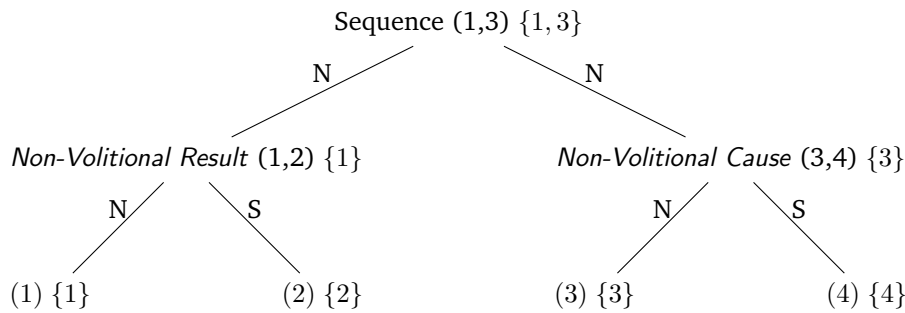 Sequence (1,3) {1, 3}
N N
Non-Volitional Result (1,2) {1} Non-Volitional Cause (3,4) {3}
N S N S
(1) {1} (2) {2} (3) {3} (4) {4}